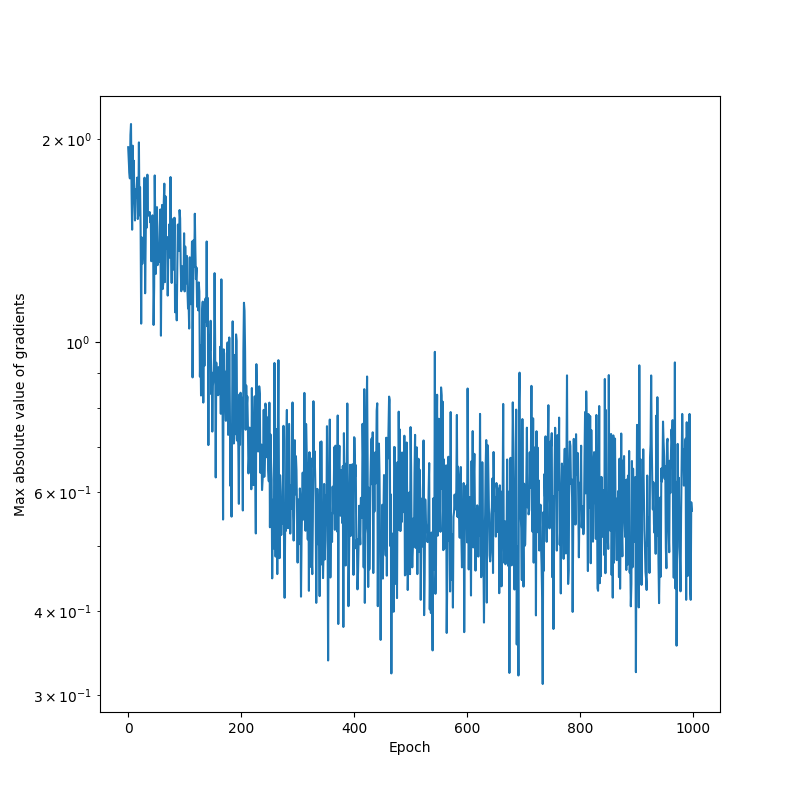 Max absolute value of gradients
2 × 10⁰
10⁰
6 × 10⁻¹
4 × 10⁻¹
3 × 10⁻¹
0 200 400 600 800 1000
Epoch